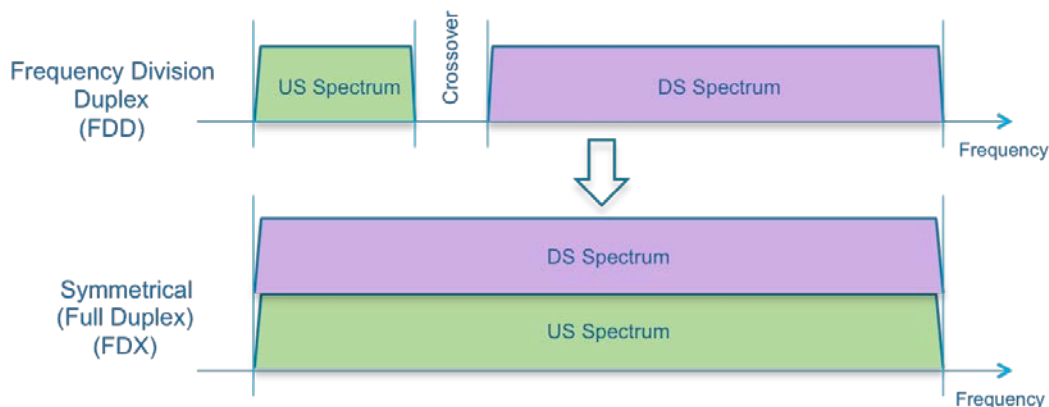 Frequency Division
Duplex
(FDD)
US Spectrum
Crossover
DS Spectrum
Frequency
Symmetrical
(Full Duplex)
(FDX)
DS Spectrum
US Spectrum
Frequency